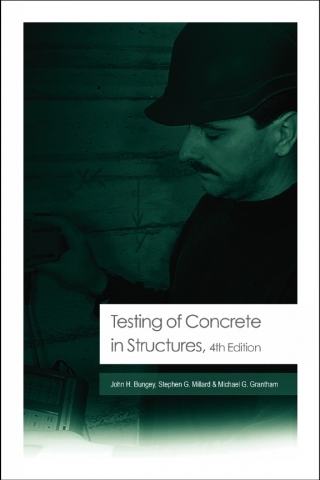 Testing of Concrete
in Structures, 4th Edition
John H. Bungey, Stephen G. Millard & Michael G. Grantham